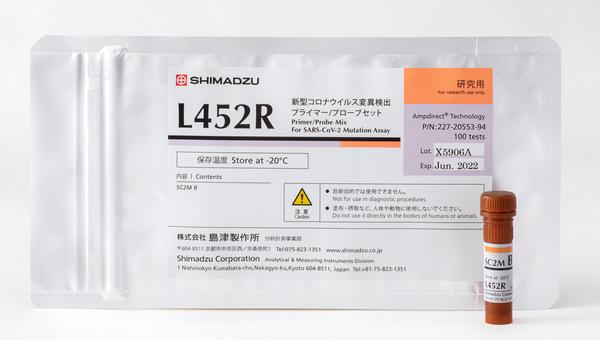 SHIMADZU
L452R
新型コロナウイルス変異検出
プライマー/プローブセット
Primer/Probe Mix
For SARS-CoV-2 Mutation Assay
研究用
For research use only.
Ampdirect® Technology
P/N:227-20553-94
100 tests
Lot. X5906A
Exp. Jun. 2022
保存温度 Store at -20°C
内容 | Contents
SC2M B
注意
Caution
● 診断目的では使用できません。
Not for use in diagnostic procedures.
● 塗布・摂取など、人体や動物に使用しないでください。
Do not use it directly in the bodies of humans or animals.
株式会社 島津製作所 分析計測事業部
〒604-8511 京都市中京区西ノ京桑原町1 Tel:075-823-1351 www.shimadzu.co.jp
Shimadzu Corporation Analytical & Measuring Instruments Division
1 Nishinokyo Kuwabara-cho,Nakagyo-ku,Kyoto 604-8511, Japan Tel:+81-75-823-1351
SC2M B
Store at -20°C
L452R